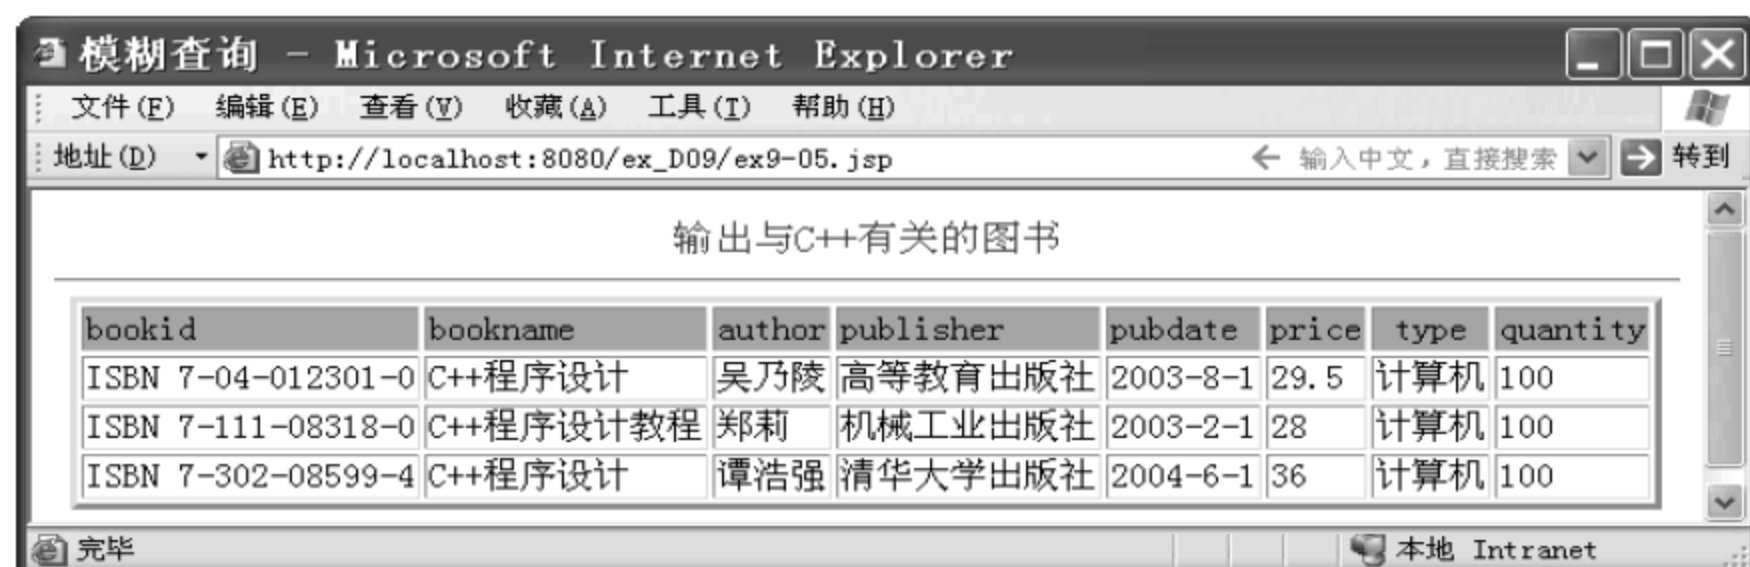 模糊查询 - Microsoft Internet Explorer
文件(F) 编辑(E) 查看(V) 收藏(A) 工具(T) 帮助(H)
地址(D) http://localhost:8080/ex_D09/ex9-05.jsp 输入中文，直接搜索 转到
输出与C++有关的图书
bookid bookname author publisher pubdate price type quantity
ISBN 7-04-012301-0 C++程序设计 吴乃陵 高等教育出版社 2003-8-1 29.5 计算机 100
ISBN 7-111-08318-0 C++程序设计教程 郑莉 机械工业出版社 2003-2-1 28 计算机 100
ISBN 7-302-08599-4 C++程序设计 谭浩强 清华大学出版社 2004-6-1 36 计算机 100
完毕 本地 Intranet